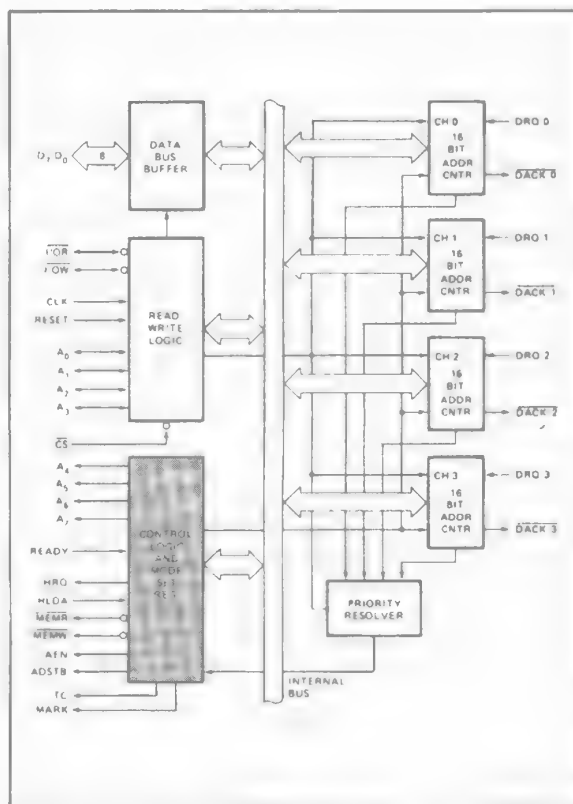 DATA
BUS
BUFFER
D7 D0
8
I/OR
I/OW
CLK
RESET
A0
A1
A2
A3
CS
READ
WRITE
LOGIC
A4
A5
A6
A7
READY
HRQ
HLDA
MEMR
MEMW
AEN
ADSTB
TC
MARK
CONTROL
LOGIC
AND
MODE
SET
REG
INTERNAL
BUS
CH 0
16
BIT
ADDR
CNTR
DRQ 0
DACK 0
CH 1
16
BIT
ADDR
CNTR
DRQ 1
DACK 1
CH 2
16
BIT
ADDR
CNTR
DRQ 2
DACK 2
CH 3
16
BIT
ADDR
CNTR
DRQ 3
DACK 3
PRIORITY
RESOLVER